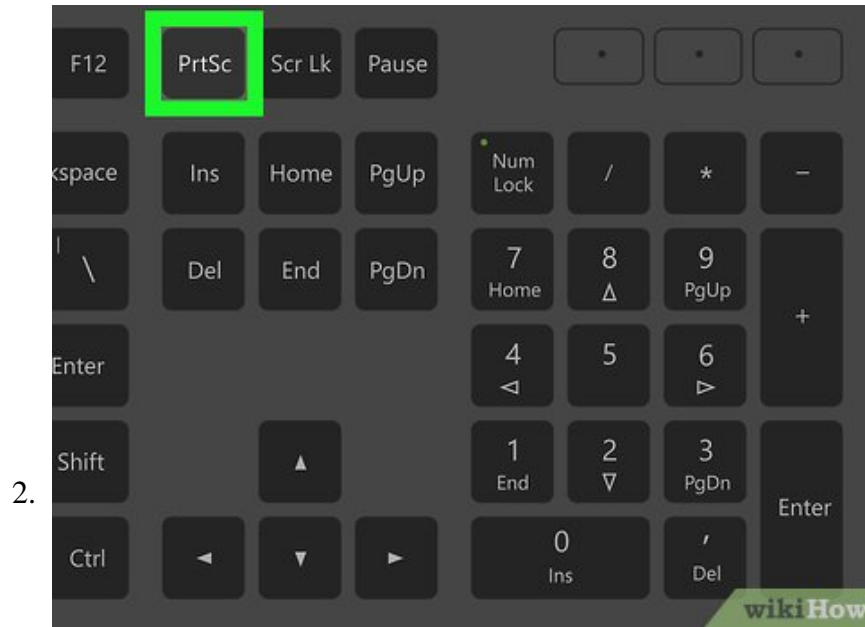 F12 PrtSc Scr Lk Pause
kspace Ins Home PgUp Num Lock / * −
| \ Del End PgDn 7 Home 8 9 PgUp +
Enter 4 5 6
Shift 1 End 2 3 PgDn Enter
2.
Ctrl 0 Ins ′ Del
wikiHow